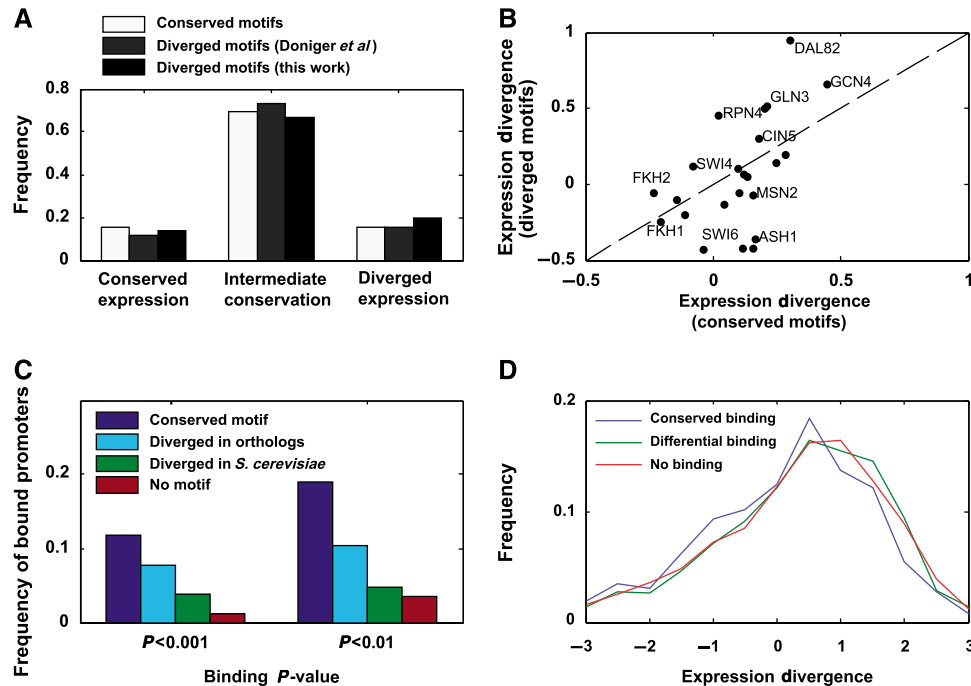 A
Conserved motifs
Diverged motifs (Doniger et al)
Diverged motifs (this work)
Frequency
0.8
0.4
0.2
0
Conserved expression
Intermediate conservation
Diverged expression
B
Expression divergence
(diverged motifs)
1
0.5
0
−0.5
DAL82
GCN4
GLN3
RPN4
CIN5
SWI4
FKH2
MSN2
FKH1
SWI6
ASH1
−0.5
0
0.5
1
Expression divergence
(conserved motifs)
C
Frequency of bound promoters
Conserved motif
Diverged in orthologs
Diverged in S. cerevisiae
No motif
0.2
0.1
0
P<0.001
P<0.01
Binding P-value
D
Frequency
0.2
0.1
0
Conserved binding
Differential binding
No binding
−3
−2
−1
0
1
2
3
Expression divergence